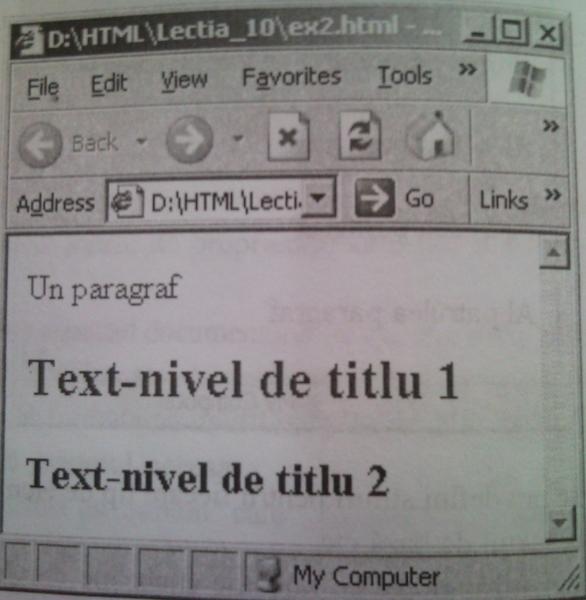 D:\HTML\Lectia_10\ex2.html - ...
File Edit View Favorites Tools »
Back »
Address D:\HTML\Lecti. Go Links »
Un paragraf
Text-nivel de titlu 1
Text-nivel de titlu 2
My Computer